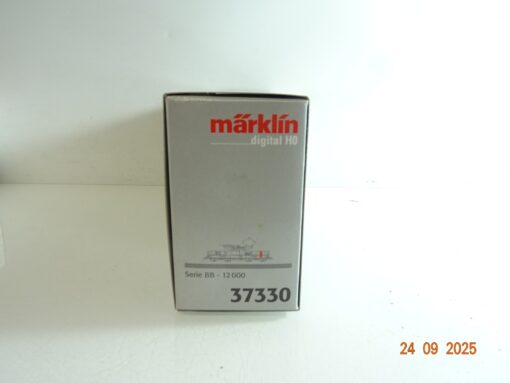 märklin
digital H0
Serie BB - 12 000
37330
24 09 2025